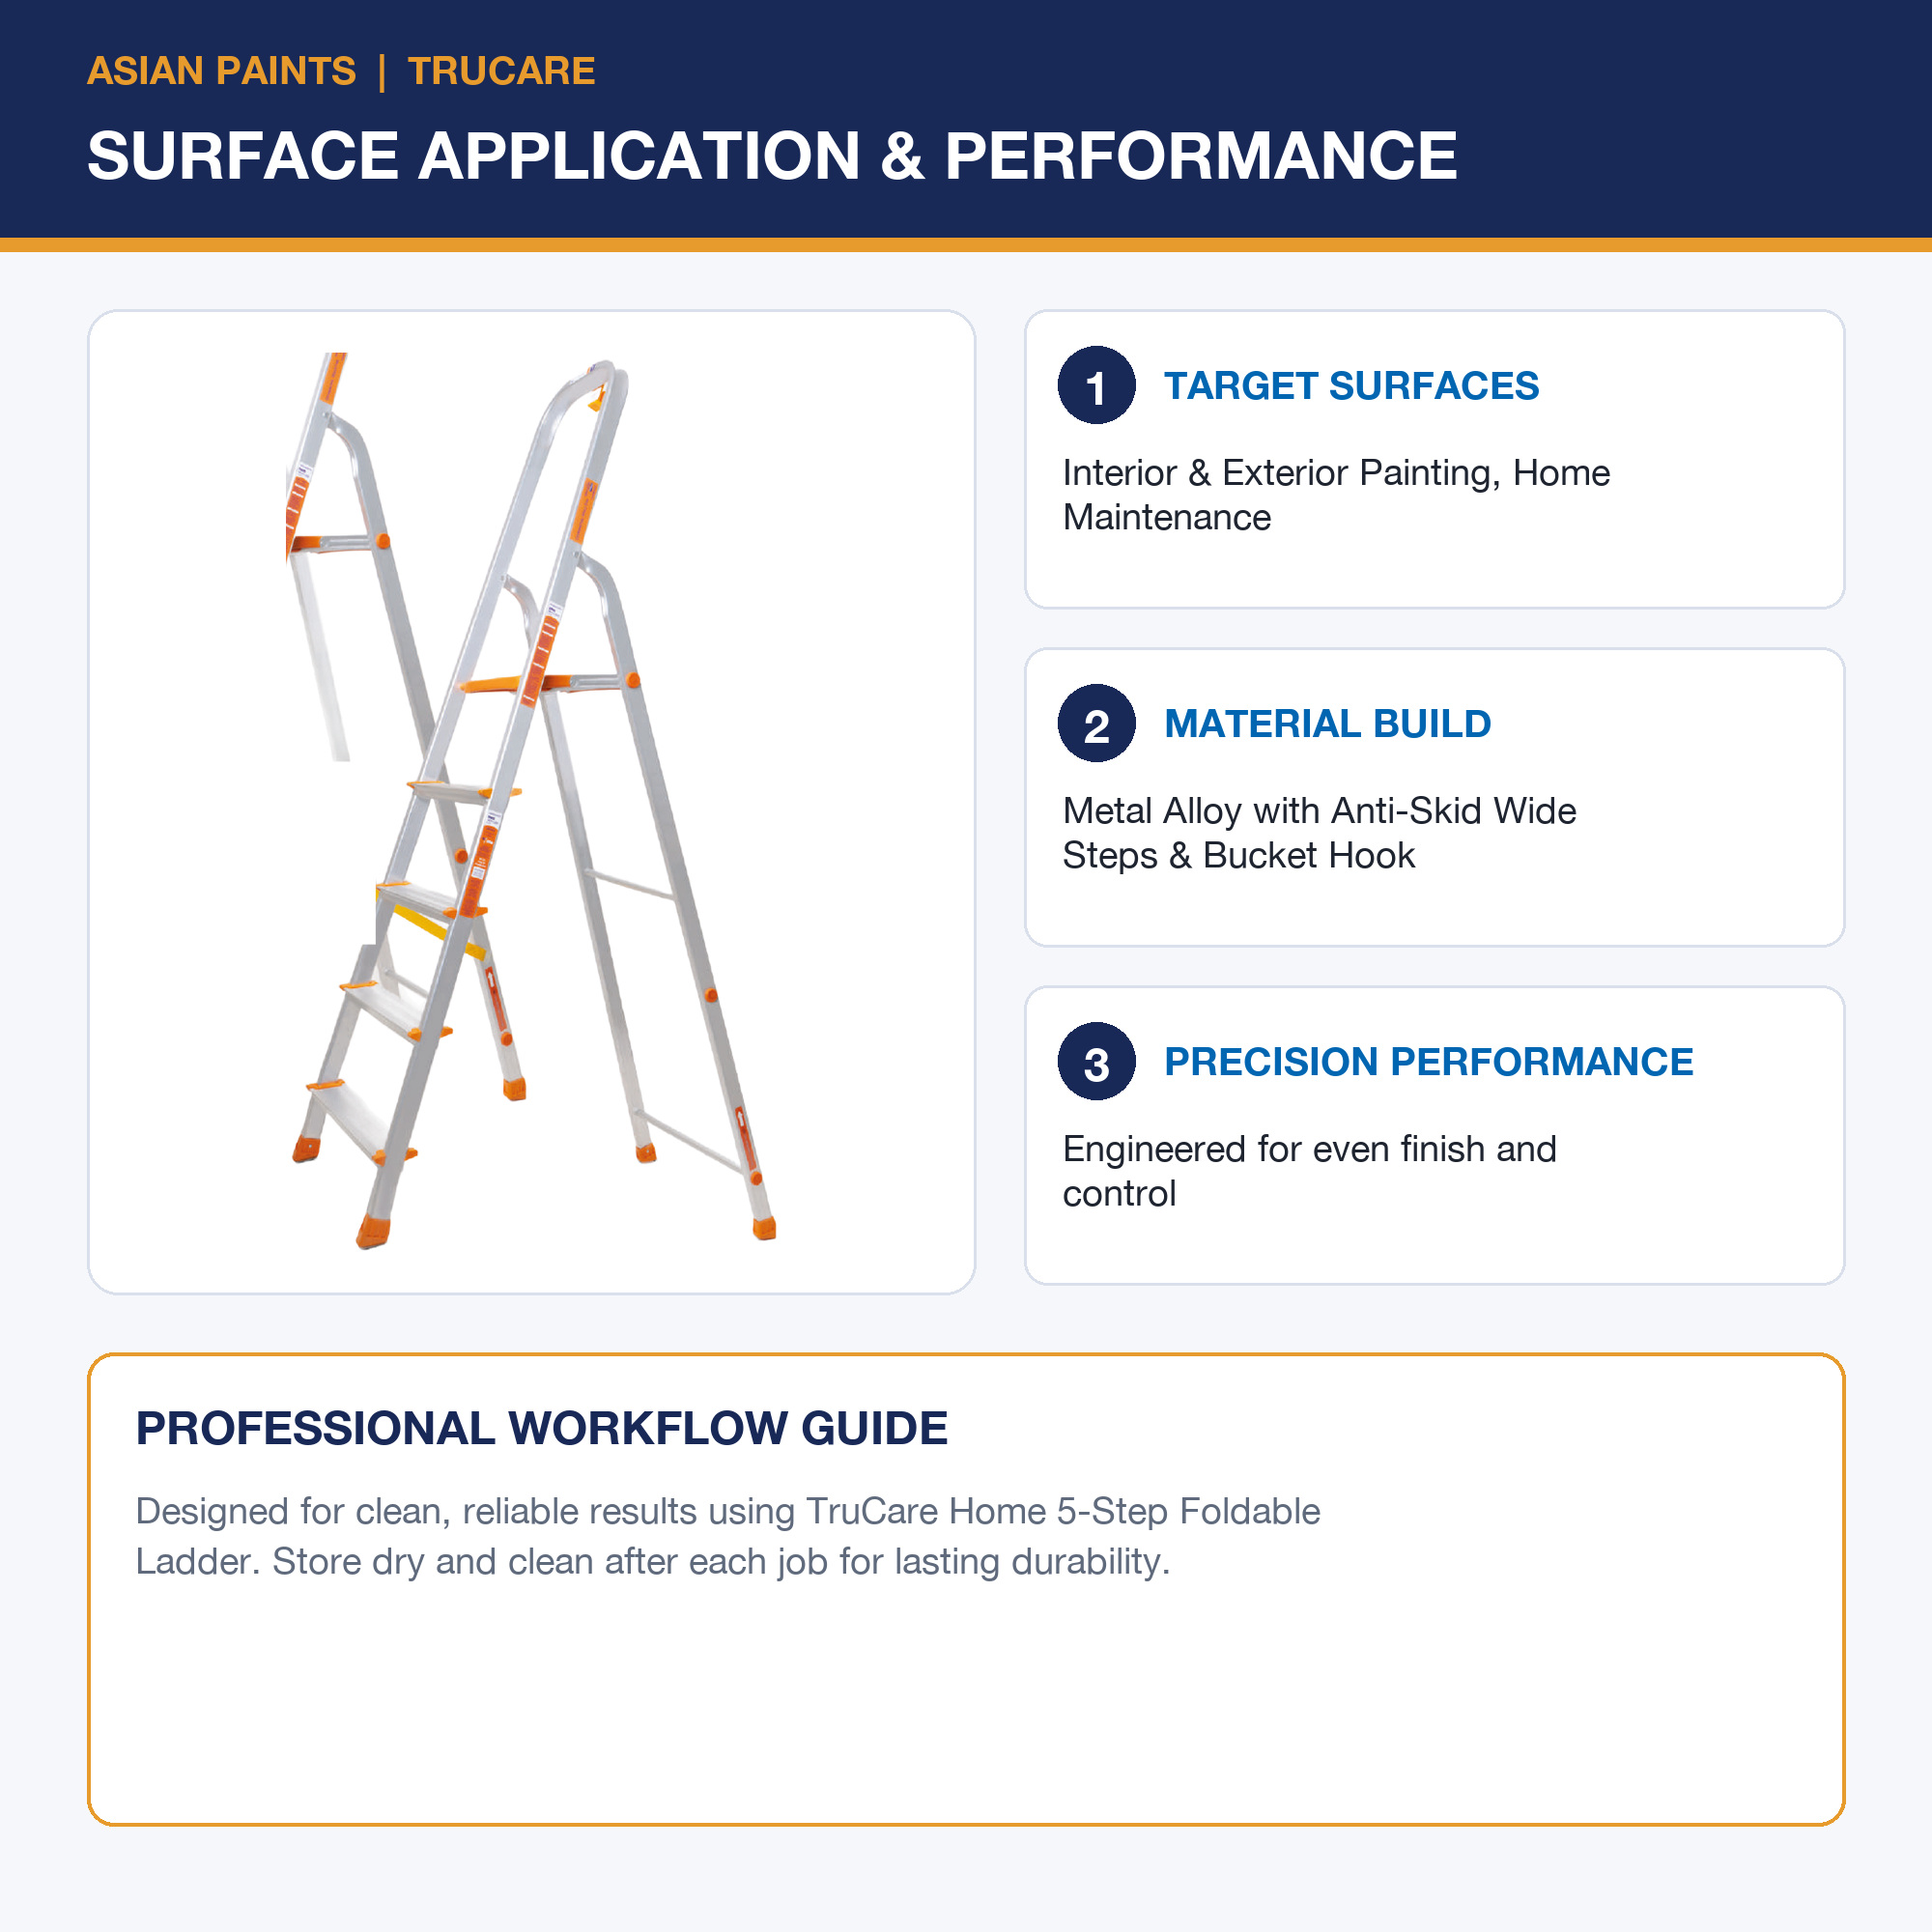 ASIAN PAINTS | TRUCARE
SURFACE APPLICATION & PERFORMANCE
1 TARGET SURFACES
Interior & Exterior Painting, Home
Maintenance
2 MATERIAL BUILD
Metal Alloy with Anti-Skid Wide
Steps & Bucket Hook
3 PRECISION PERFORMANCE
Engineered for even finish and
control
PROFESSIONAL WORKFLOW GUIDE
Designed for clean, reliable results using TruCare Home 5-Step Foldable
Ladder. Store dry and clean after each job for lasting durability.